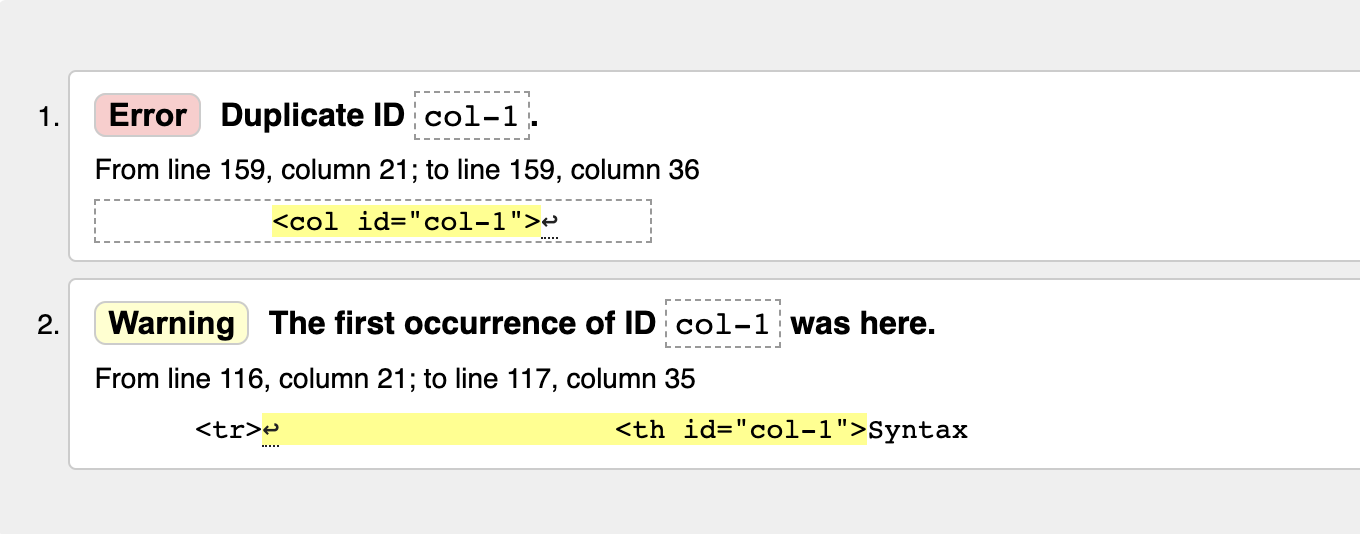 1. Error Duplicate ID col-1.
From line 159, column 21; to line 159, column 36
<col id="col-1">↩
2. Warning The first occurrence of ID col-1 was here.
From line 116, column 21; to line 117, column 35
<tr>↩ <th id="col-1">Syntax